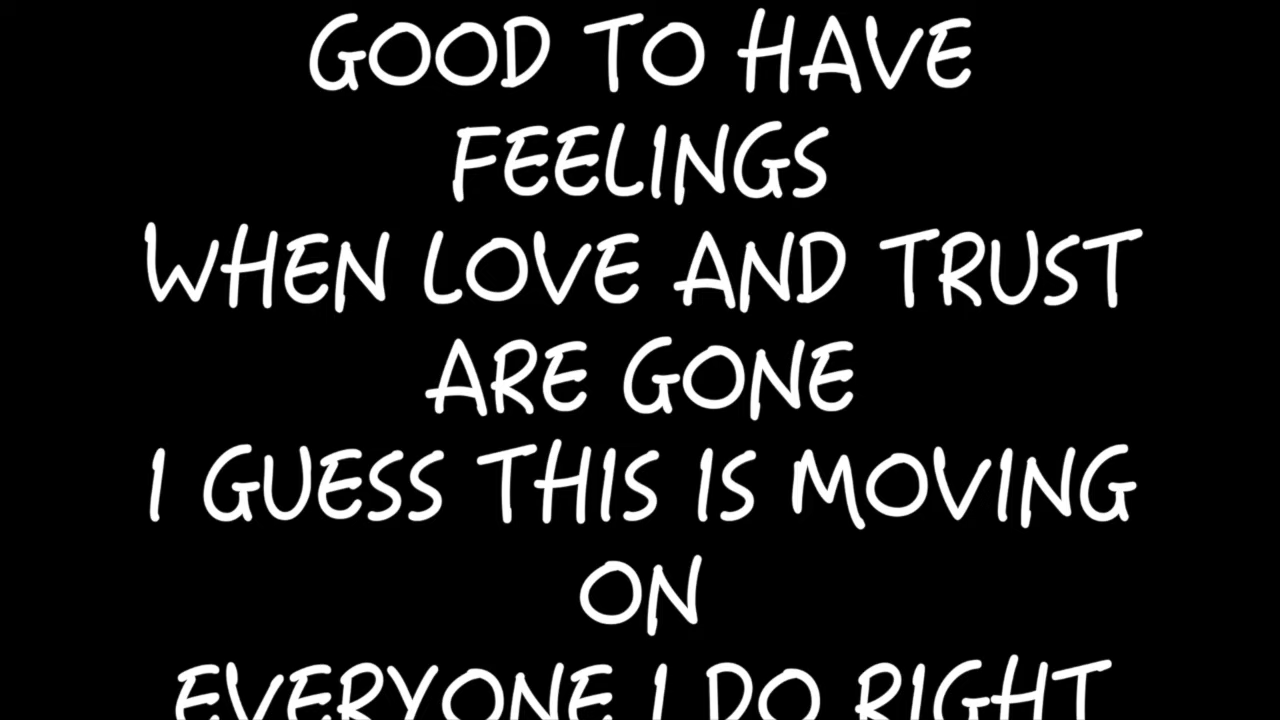 GOOD TO HAVE
FEELINGS
WHEN LOVE AND TRUST
ARE GONE
I GUESS THIS IS MOVING
ON
EVERYONE I DO RIGHT